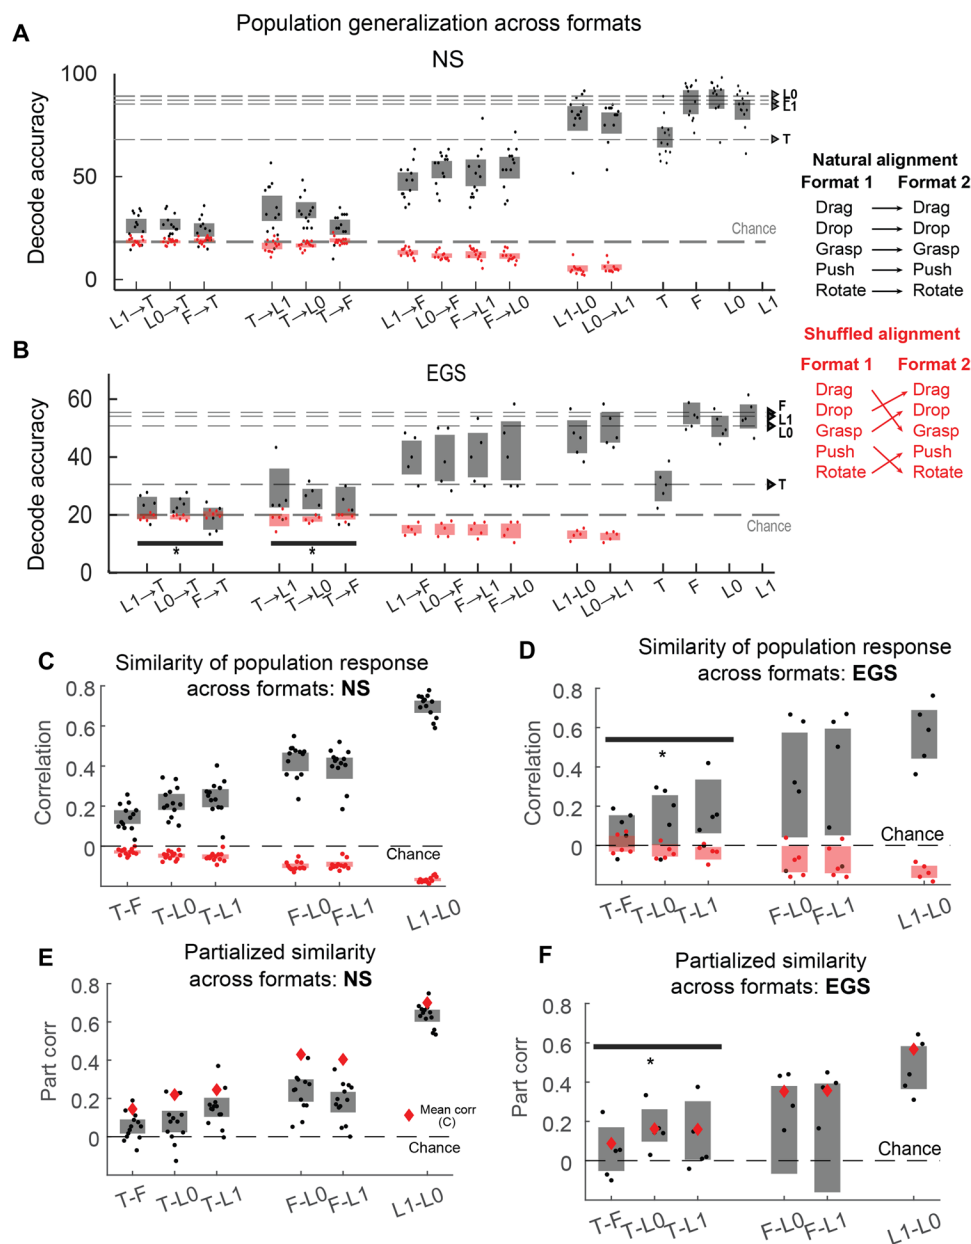 Population generalization across formats
A
NS
100
50
0
Decode accuracy
L0
L1
T
Chance
L1→T
L0→T
F→T
T→L1
T→L0
T→F
L1→F
L0→F
F→L1
F→L0
L1-L0
L0→L1
T
F
L0
L1
Natural alignment
Format 1 Format 2
Drag Drag
Drop Drop
Grasp Grasp
Push Push
Rotate Rotate
Shuffled alignment
Format 1 Format 2
Drag Drag
Drop Drop
Grasp Grasp
Push Push
Rotate Rotate
B
EGS
60
40
20
0
Decode accuracy
F
L1
L0
T
Chance
*
*
L1→T
L0→T
F→T
T→L1
T→L0
T→F
L1→F
L0→F
F→L1
F→L0
L1-L0
L0→L1
T
F
L0
L1
C
Similarity of population response
across formats: NS
0.8
0.6
0.4
0.2
0
Correlation
Chance
T-F
T-L0
T-L1
F-L0
F-L1
L1-L0
D
Similarity of population response
across formats: EGS
0.8
0.6
0.4
0.2
0
Correlation
*
Chance
T-F
T-L0
T-L1
F-L0
F-L1
L1-L0
E
Partialized similarity
across formats: NS
0.8
0.6
0.4
0.2
0
Part corr
Mean corr
(C)
Chance
T-F
T-L0
T-L1
F-L0
F-L1
L1-L0
F
Partialized similarity
across formats: EGS
0.8
0.6
0.4
0.2
0
Part corr
*
Chance
T-F
T-L0
T-L1
F-L0
F-L1
L1-L0